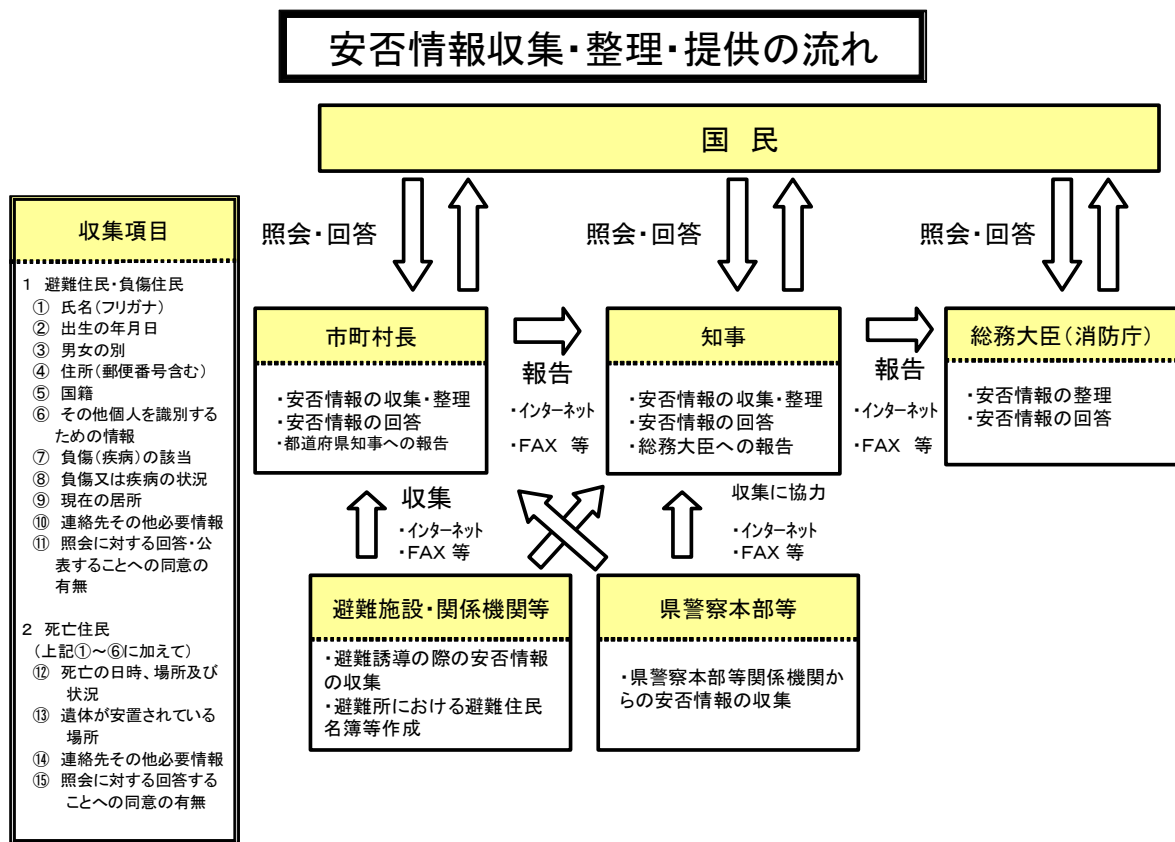 安否情報収集・整理・提供の流れ
国 民
照会・回答
照会・回答
照会・回答
収集項目
1 避難住民・負傷住民
① 氏名（フリガナ）
② 出生の年月日
③ 男女の別
④ 住所（郵便番号含む）
⑤ 国籍
⑥ その他個人を識別する
ための情報
⑦ 負傷（疾病）の該当
⑧ 負傷又は疾病の状況
⑨ 現在の居所
⑩ 連絡先その他必要情報
⑪ 照会に対する回答・公
表することへの同意の
有無
2 死亡住民
（上記①～⑥に加えて）
⑫ 死亡の日時、場所及び
状況
⑬ 遺体が安置されている
場所
⑭ 連絡先その他必要情報
⑮ 照会に対する回答する
ことへの同意の有無
市町村長
・安否情報の収集・整理
・安否情報の回答
・都道府県知事への報告
報告
・インターネット
・FAX 等
知事
・安否情報の収集・整理
・安否情報の回答
・総務大臣への報告
報告
・インターネット
・FAX 等
総務大臣（消防庁）
・安否情報の整理
・安否情報の回答
収集
・インターネット
・FAX 等
収集に協力
・インターネット
・FAX 等
避難施設・関係機関等
・避難誘導の際の安否情報
の収集
・避難所における避難住民
名簿等作成
県警察本部等
・県警察本部等関係機関か
らの安否情報の収集